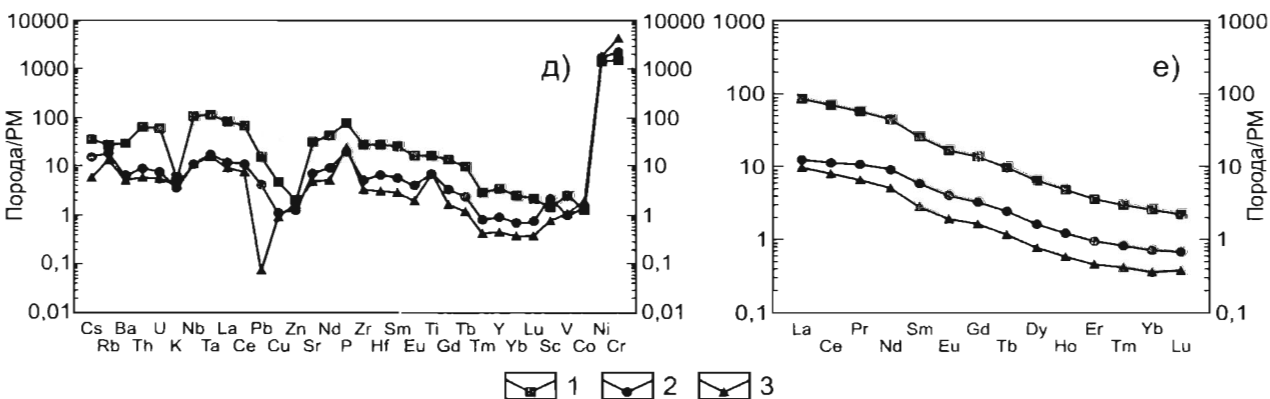 10000
1000
100
10
1
0,1
0,01
Порода/РМ
д)
10000
1000
100
10
1
0,1
0,01
Cs Ba U Nb La Pb Zn Nd Zr Sm Ti Tb Y Lu V Ni
Rb Th K Ta Ce Cu Sr P Hf Eu Gd Tm Yb Sc Co Cr
1000
100
10
1
0,1
е)
1000
100
10
1
0,1
Порода/РМ
La Pr Sm Gd Dy Er Yb
Ce Nd Eu Tb Ho Tm Lu
1 2 3